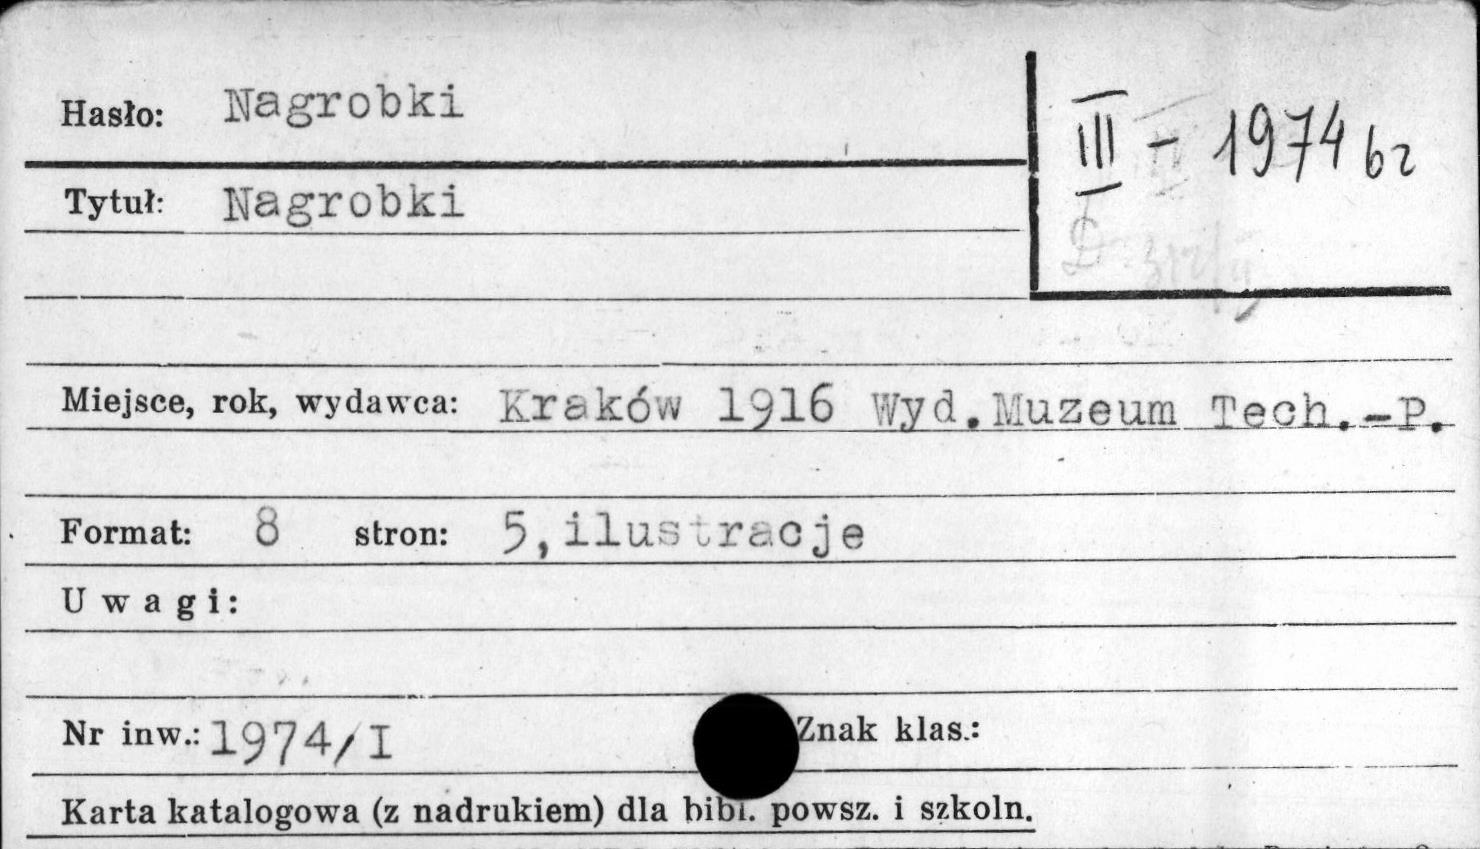 Hasło: Nagrobki
III - 1974 bz
Tytuł: Nagrobki
Miejsce, rok, wydawca: Kraków 1916 Wyd.Muzeum Tech.-P.
Format: 8 stron: 5,ilustracje
Uwagi:
Nr inw.: 1974/I Znak klas.:
Karta katalogowa (z nadrukiem) dla bibl. powsz. i szkoln.